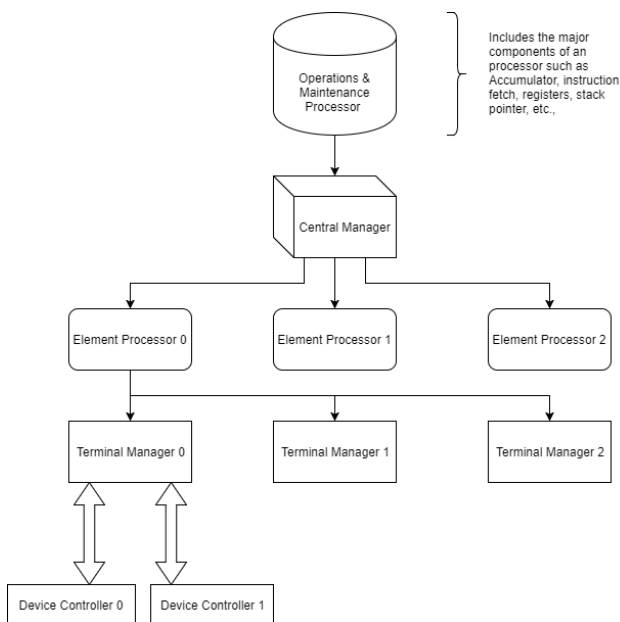 Operations &
Maintenance
Processor
Includes the major
components of an
processor such as
Accumulator, instruction
fetch, registers, stack
pointer, etc.,
Central Manager
Element Processor 0
Element Processor 1
Element Processor 2
Terminal Manager 0
Terminal Manager 1
Terminal Manager 2
Device Controller 0
Device Controller 1